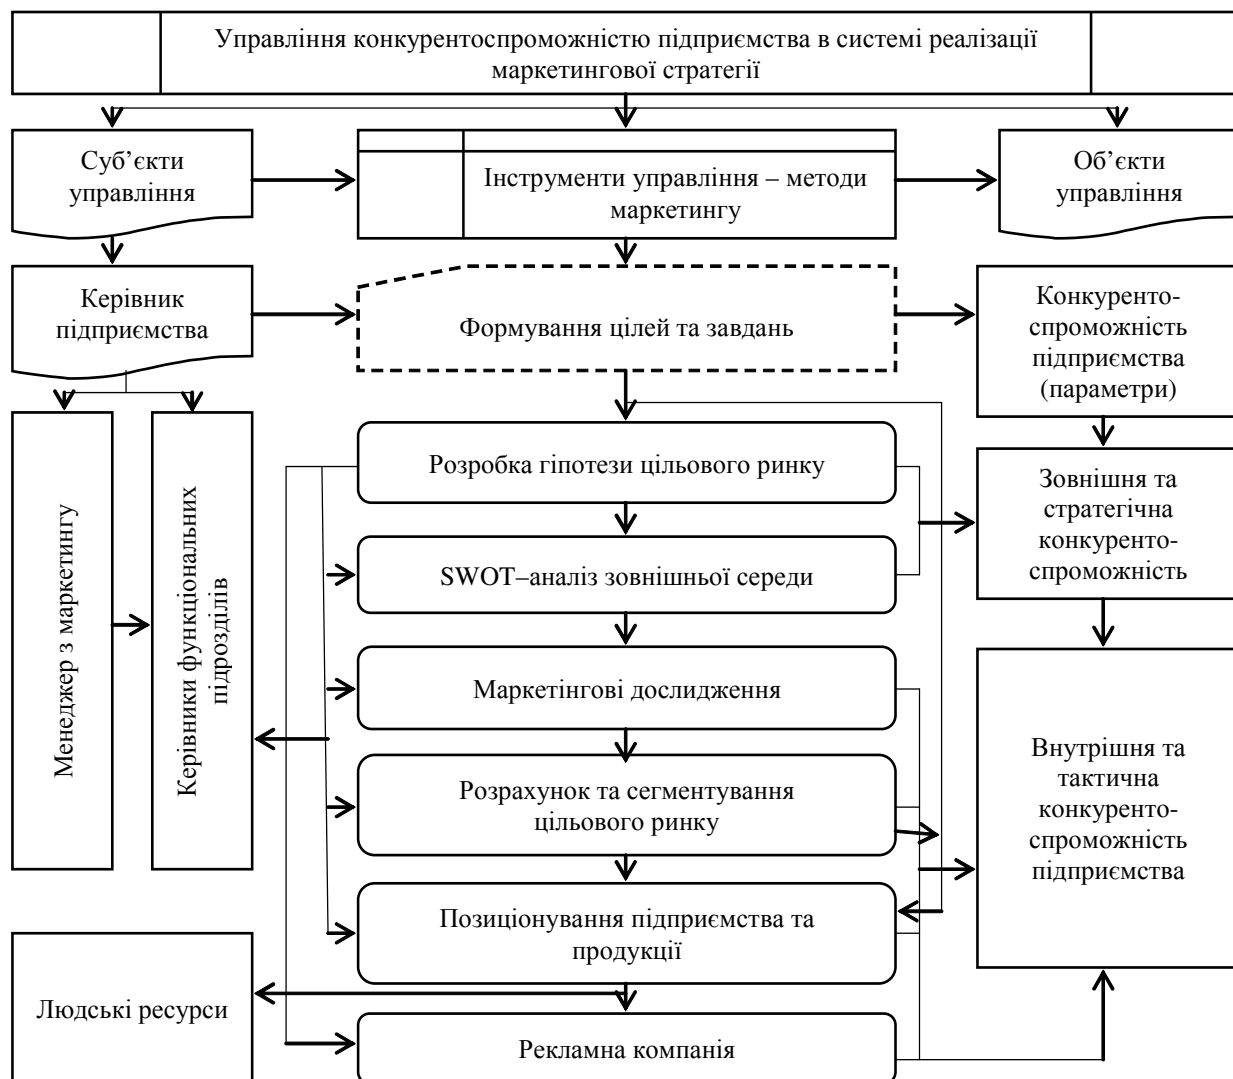 Управління конкурентоспроможністю підприємства в системі реалізації
маркетингової стратегії
Суб’єкти
управління
Інструменти управління – методи
маркетингу
Об’єкти
управління
Керівник
підприємства
Формування цілей та завдань
Конкуренто-
спроможність
підприємства
(параметри)
Менеджер з маркетингу
Керівники функціональних
підрозділів
Розробка гіпотези цільового ринку
Зовнішня та
стратегічна
конкуренто-
спроможність
SWOT–аналіз зовнішньої середи
Маркетінгові дослидження
Розрахунок та сегментування
цільового ринку
Внутрішня та
тактична
конкуренто-
спроможність
підприємства
Позиціонування підприємства та
продукції
Людські ресурси
Рекламна компанія